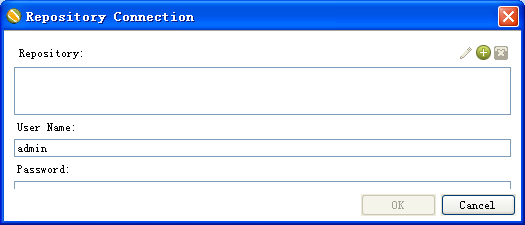 Repository Connection
Repository:
User Name:
admin
Password:
OK
Cancel